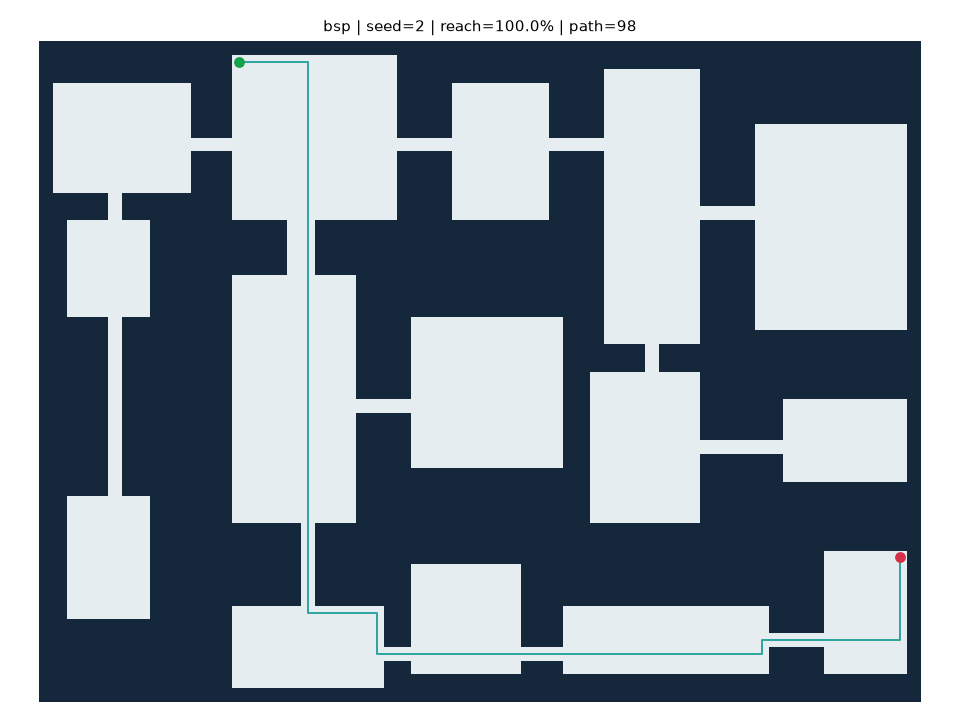 bsp | seed=2 | reach=100.0% | path=98